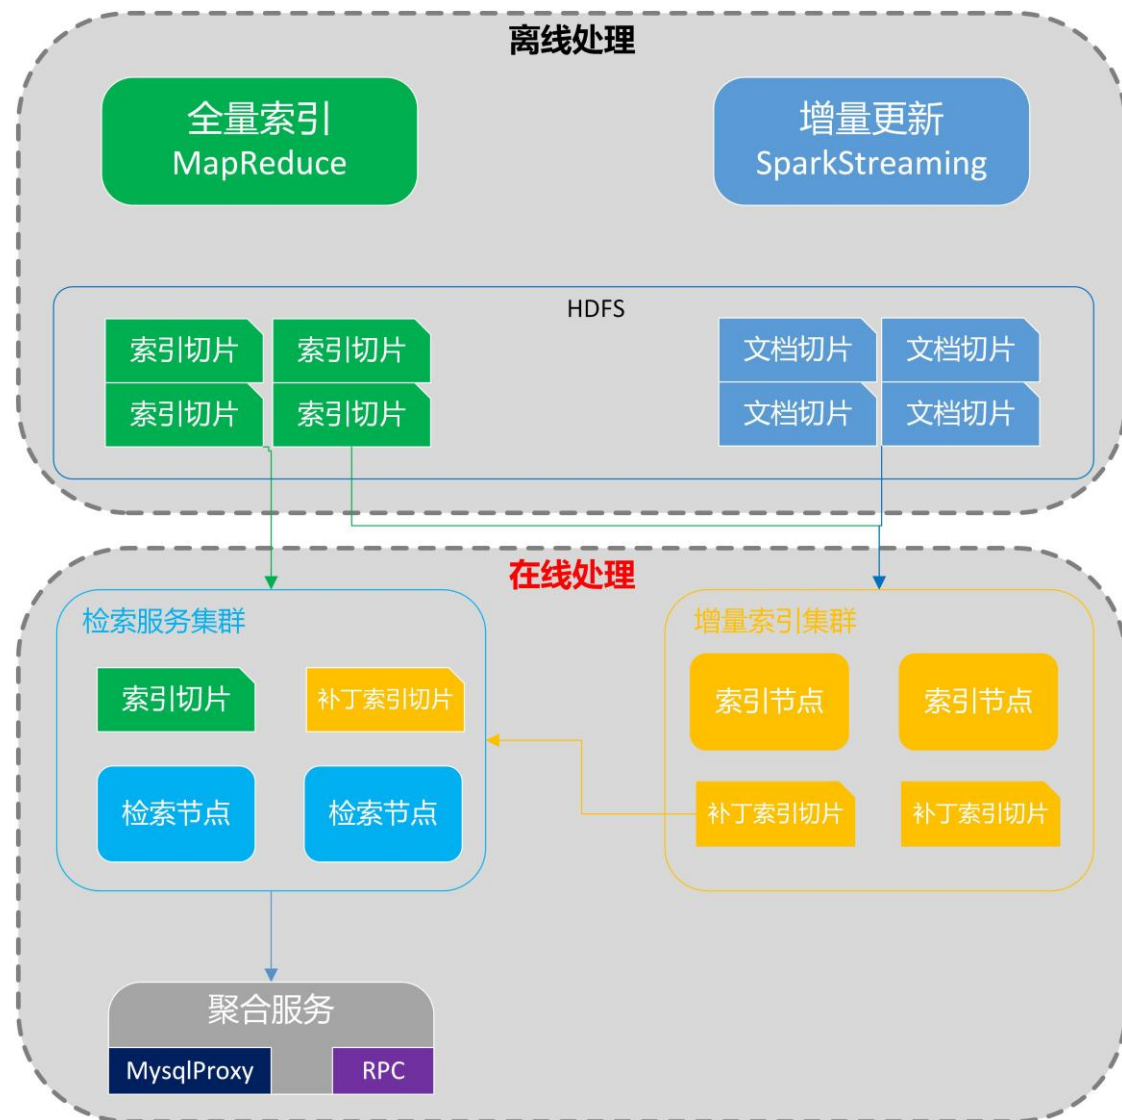 离线处理
全量索引
MapReduce
增量更新
SparkStreaming
HDFS
索引切片
索引切片
文档切片
文档切片
索引切片
索引切片
文档切片
文档切片
在线处理
检索服务集群
增量索引集群
索引切片
补丁索引切片
索引节点
索引节点
检索节点
检索节点
补丁索引切片
补丁索引切片
聚合服务
MysqlProxy
RPC